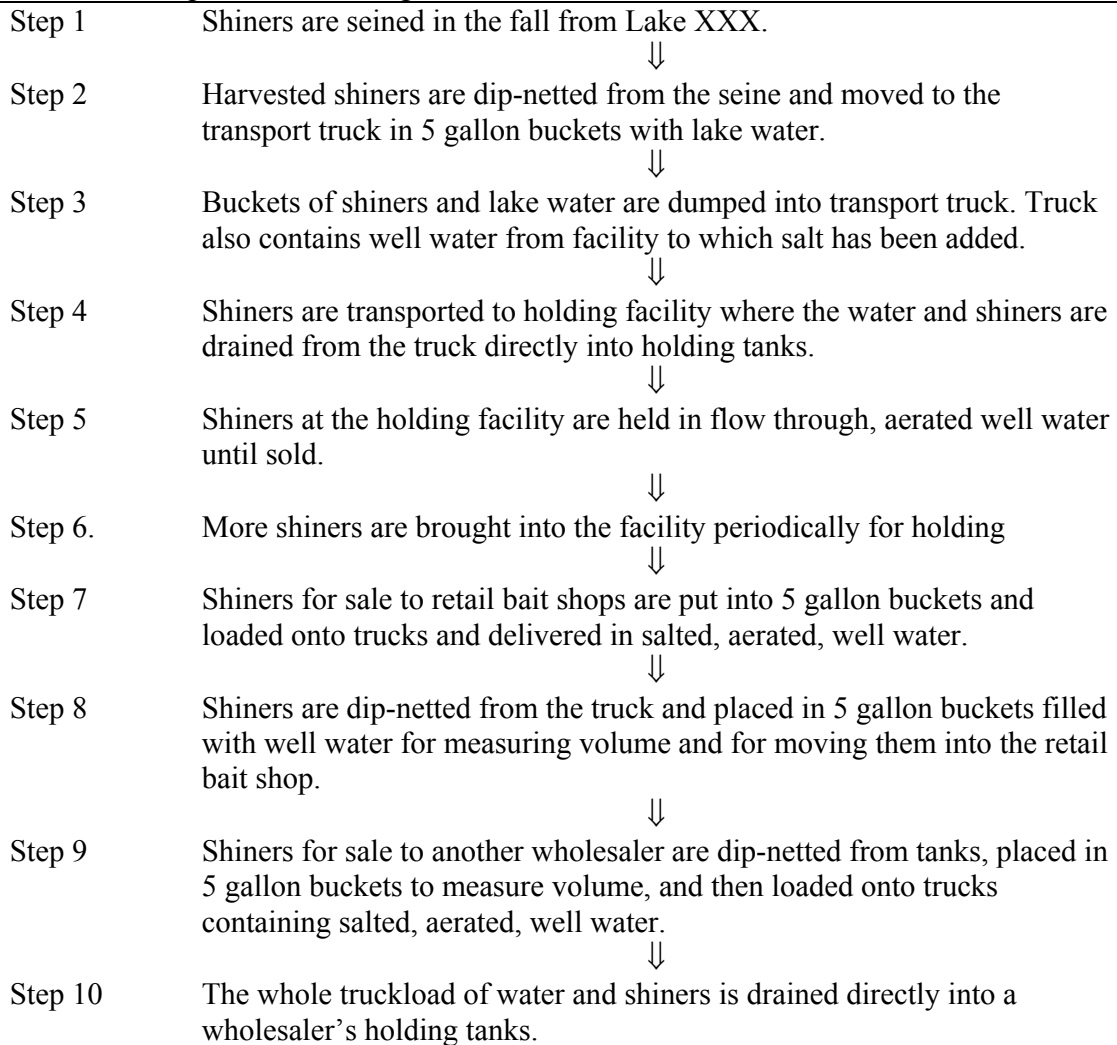 Step 1 Shiners are seined in the fall from Lake XXX.
⇓
Step 2 Harvested shiners are dip-netted from the seine and moved to the
transport truck in 5 gallon buckets with lake water.
⇓
Step 3 Buckets of shiners and lake water are dumped into transport truck. Truck
also contains well water from facility to which salt has been added.
⇓
Step 4 Shiners are transported to holding facility where the water and shiners are
drained from the truck directly into holding tanks.
⇓
Step 5 Shiners at the holding facility are held in flow through, aerated well water
until sold.
⇓
Step 6. More shiners are brought into the facility periodically for holding
⇓
Step 7 Shiners for sale to retail bait shops are put into 5 gallon buckets and
loaded onto trucks and delivered in salted, aerated, well water.
⇓
Step 8 Shiners are dip-netted from the truck and placed in 5 gallon buckets filled
with well water for measuring volume and for moving them into the retail
bait shop.
⇓
Step 9 Shiners for sale to another wholesaler are dip-netted from tanks, placed in
5 gallon buckets to measure volume, and then loaded onto trucks
containing salted, aerated, well water.
⇓
Step 10 The whole truckload of water and shiners is drained directly into a
wholesaler’s holding tanks.